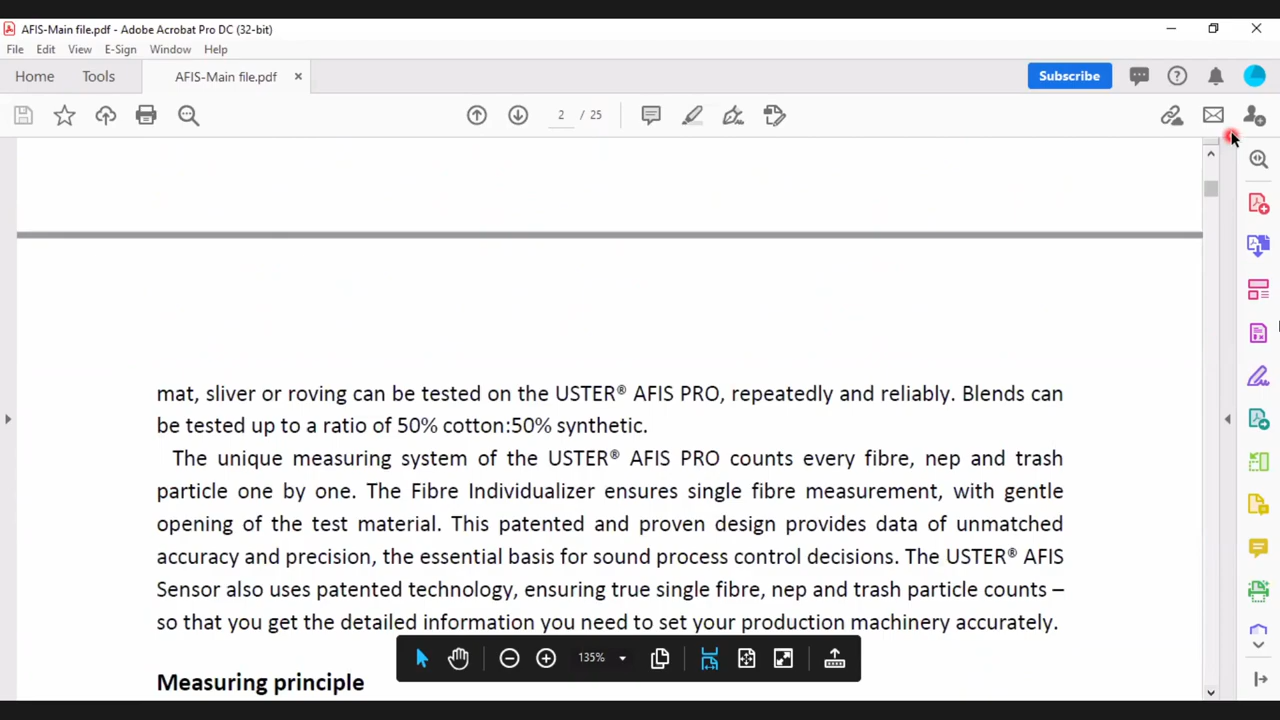 AFIS-Main file.pdf - Adobe Acrobat Pro DC (32-bit)
File Edit View E-Sign Window Help
Home Tools AFIS-Main file.pdf × Subscribe
2 / 25
mat, sliver or roving can be tested on the USTER® AFIS PRO, repeatedly and reliably. Blends can
be tested up to a ratio of 50% cotton:50% synthetic.
The unique measuring system of the USTER® AFIS PRO counts every fibre, nep and trash
particle one by one. The Fibre Individualizer ensures single fibre measurement, with gentle
opening of the test material. This patented and proven design provides data of unmatched
accuracy and precision, the essential basis for sound process control decisions. The USTER® AFIS
Sensor also uses patented technology, ensuring true single fibre, nep and trash particle counts –
so that you get the detailed information you need to set your production machinery accurately.
135%
Measuring principle